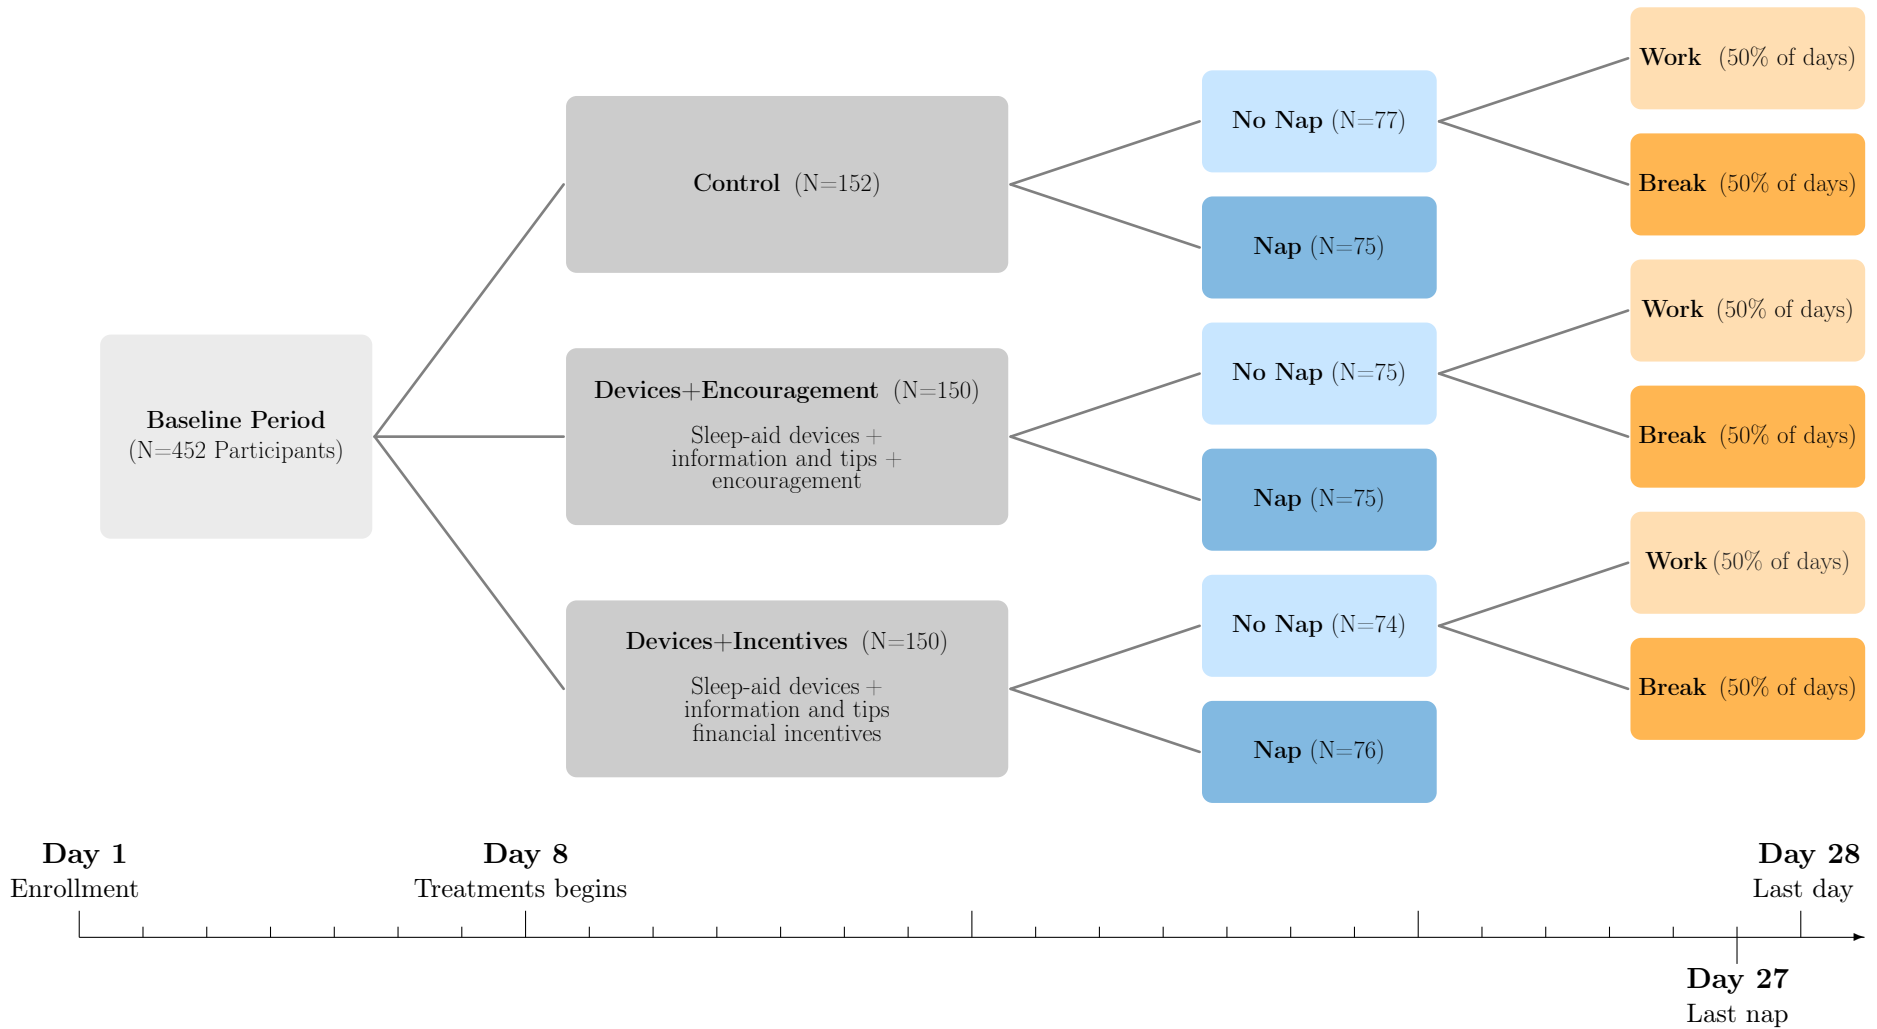 Baseline Period
(N=452 Participants)
Control (N=152)
Devices+Encouragement (N=150)
Sleep-aid devices +
information and tips +
encouragement
Devices+Incentives (N=150)
Sleep-aid devices +
information and tips
financial incentives
No Nap (N=77)
Nap (N=75)
No Nap (N=75)
Nap (N=75)
No Nap (N=74)
Nap (N=76)
Work (50% of days)
Break (50% of days)
Work (50% of days)
Break (50% of days)
Work (50% of days)
Break (50% of days)
Day 1
Enrollment
Day 8
Treatments begins
Day 28
Last day
Day 27
Last nap